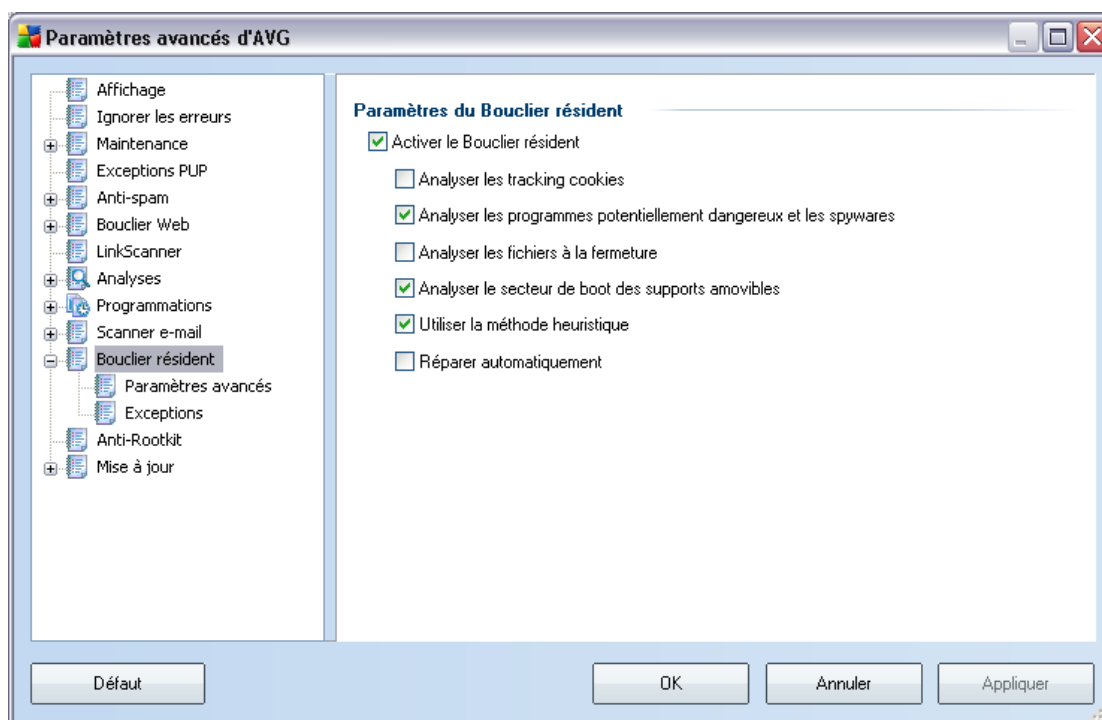 Paramètres avancés d'AVG
Affichage
Ignorer les erreurs
Maintenance
Exceptions PUP
Anti-spam
Bouclier Web
LinkScanner
Analyses
Programmations
Scanner e-mail
Bouclier résident
Paramètres avancés
Exceptions
Anti-Rootkit
Mise à jour
Paramètres du Bouclier résident
Activer le Bouclier résident
Analyser les tracking cookies
Analyser les programmes potentiellement dangereux et les spywares
Analyser les fichiers à la fermeture
Analyser le secteur de boot des supports amovibles
Utiliser la méthode heuristique
Réparer automatiquement
Défaut
OK
Annuler
Appliquer